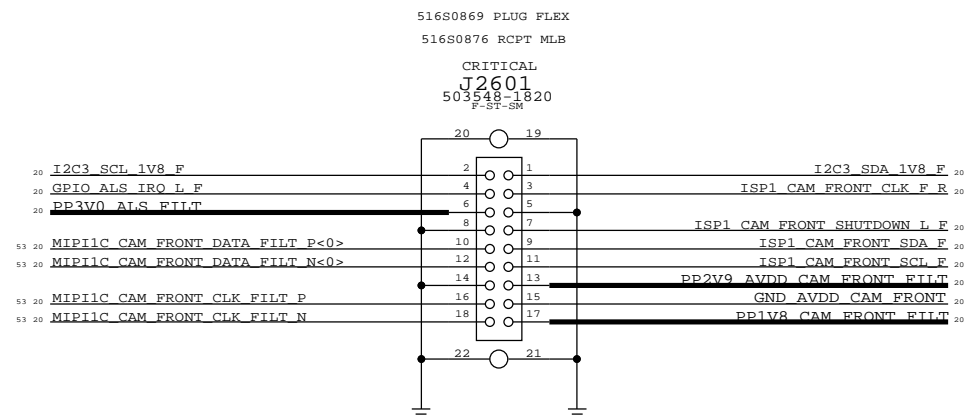 516S0869 PLUG FLEX
516S0876 RCPT MLB
CRITICAL
J2601
503548-1820
F-ST-SM
20 19
20 I2C3_SCL_1V8_F 2 1 I2C3_SDA_1V8_F 20
20 GPIO_ALS_IRQ_L_F 4 3 ISP1_CAM_FRONT_CLK_F_R 20
20 PP3V0_ALS_FILT 6 5
8 7 ISP1_CAM_FRONT_SHUTDOWN_L_F 20
53 20 MIPI1C_CAM_FRONT_DATA_FILT_P<0> 10 9 ISP1_CAM_FRONT_SDA_F 20
53 20 MIPI1C_CAM_FRONT_DATA_FILT_N<0> 12 11 ISP1_CAM_FRONT_SCL_F 20
14 13 PP2V9_AVDD_CAM_FRONT_FILT 20
53 20 MIPI1C_CAM_FRONT_CLK_FILT_P 16 15 GND_AVDD_CAM_FRONT 20
53 20 MIPI1C_CAM_FRONT_CLK_FILT_N 18 17 PP1V8_CAM_FRONT_FILT 20
22 21